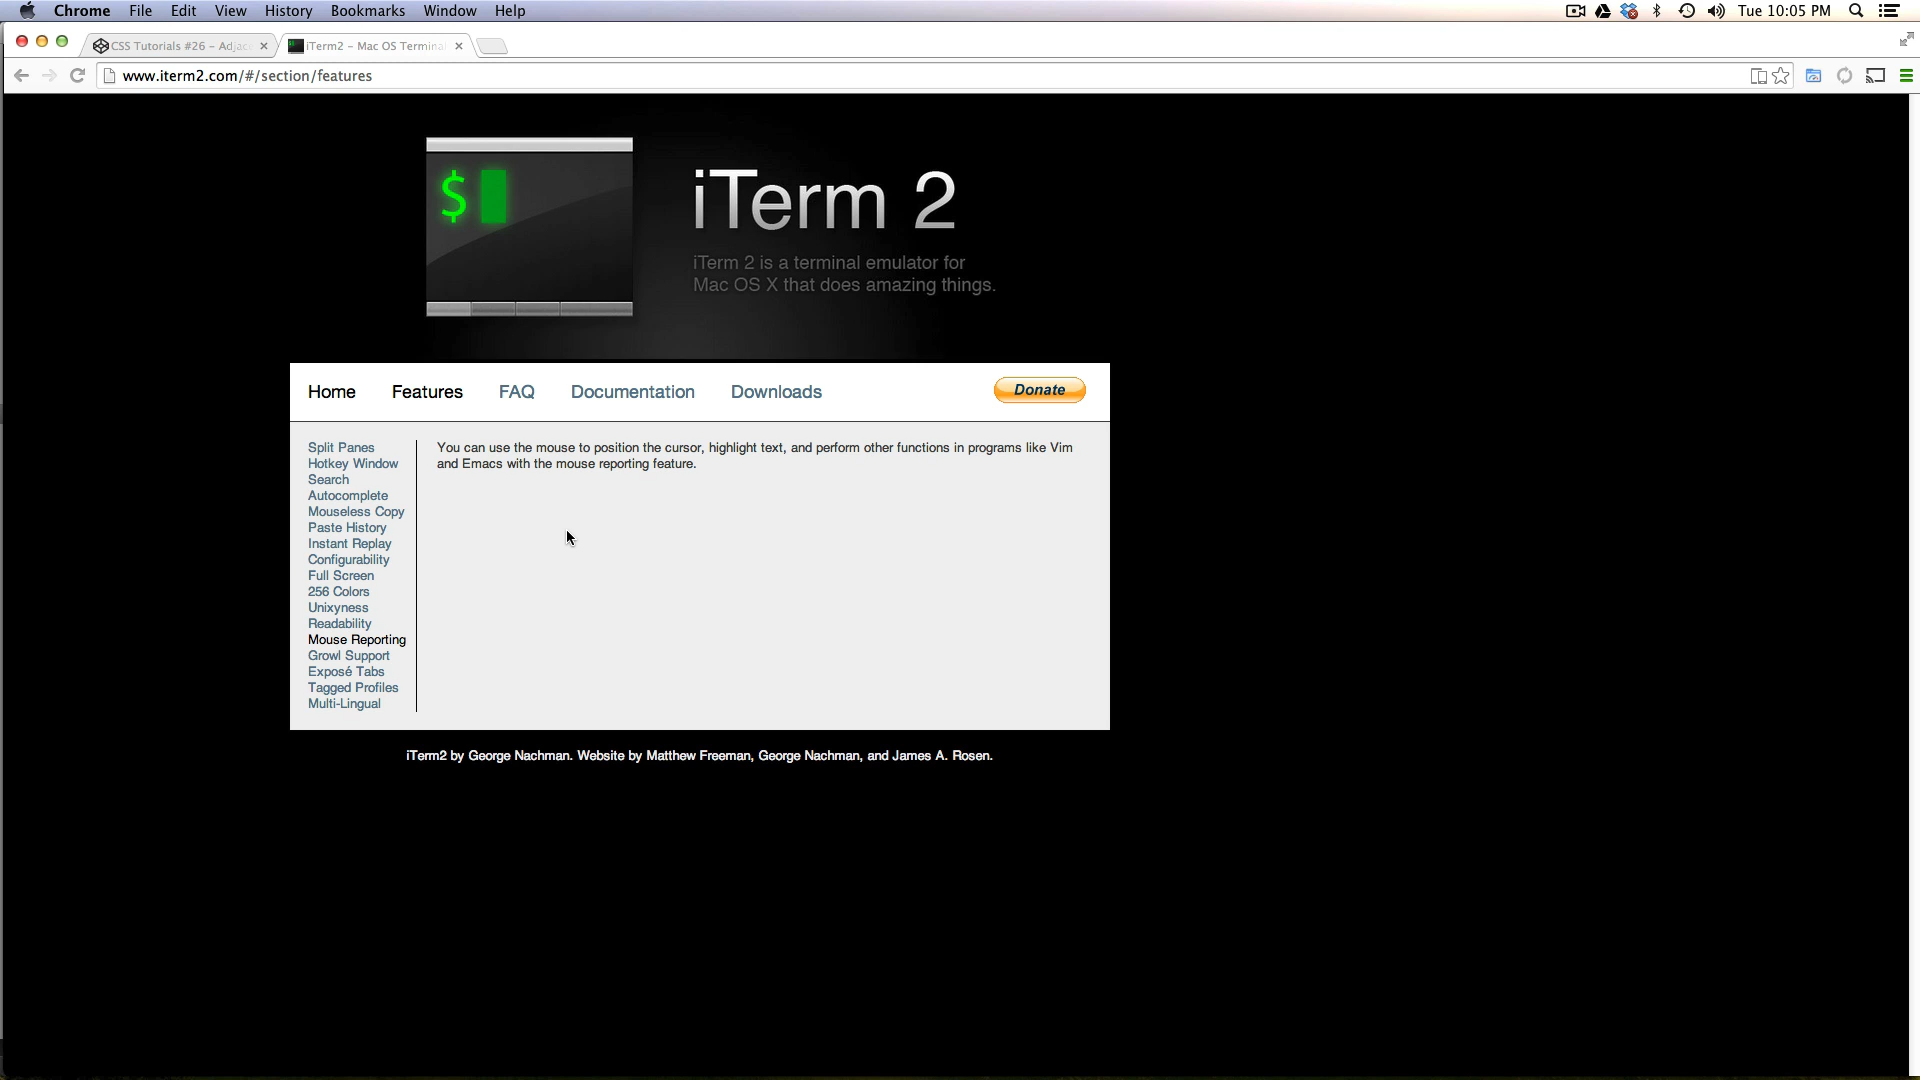 Chrome File Edit View History Bookmarks Window Help Tue 10:05 PM
CSS Tutorials #26 - Adjac
iTerm2 - Mac OS Termina
www.iterm2.com/#/section/features
$
iTerm 2
iTerm 2 is a terminal emulator for
Mac OS X that does amazing things.
Home Features FAQ Documentation Downloads Donate
Split Panes
Hotkey Window
Search
Autocomplete
Mouseless Copy
Paste History
Instant Replay
Configurability
Full Screen
256 Colors
Unixyness
Readability
Mouse Reporting
Growl Support
Exposé Tabs
Tagged Profiles
Multi-Lingual
You can use the mouse to position the cursor, highlight text, and perform other functions in programs like Vim
and Emacs with the mouse reporting feature.
iTerm2 by George Nachman. Website by Matthew Freeman, George Nachman, and James A. Rosen.